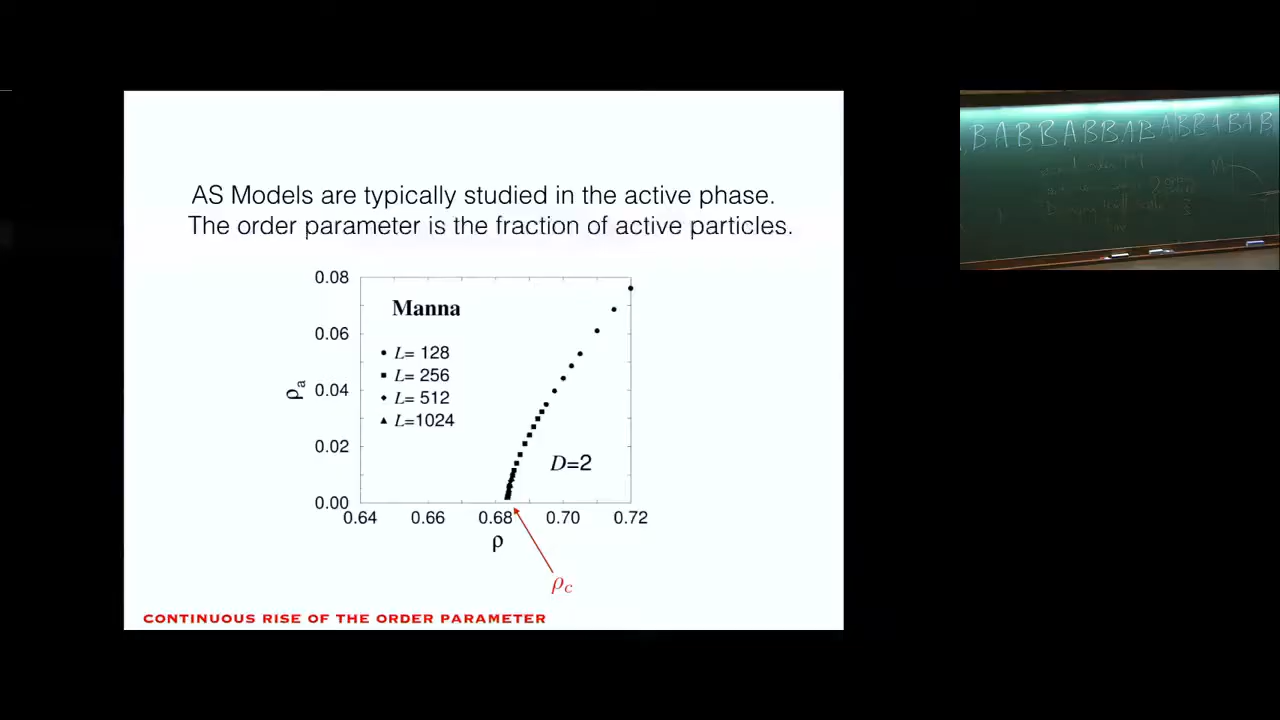 AS Models are typically studied in the active phase.
The order parameter is the fraction of active particles.
0.08
0.06
0.04
0.02
0.00
ρa
Manna
L= 128
L= 256
L= 512
L=1024
D=2
0.64 0.66 0.68 0.70 0.72
ρ
ρc
CONTINUOUS RISE OF THE ORDER PARAMETER
B A B B A B B A B